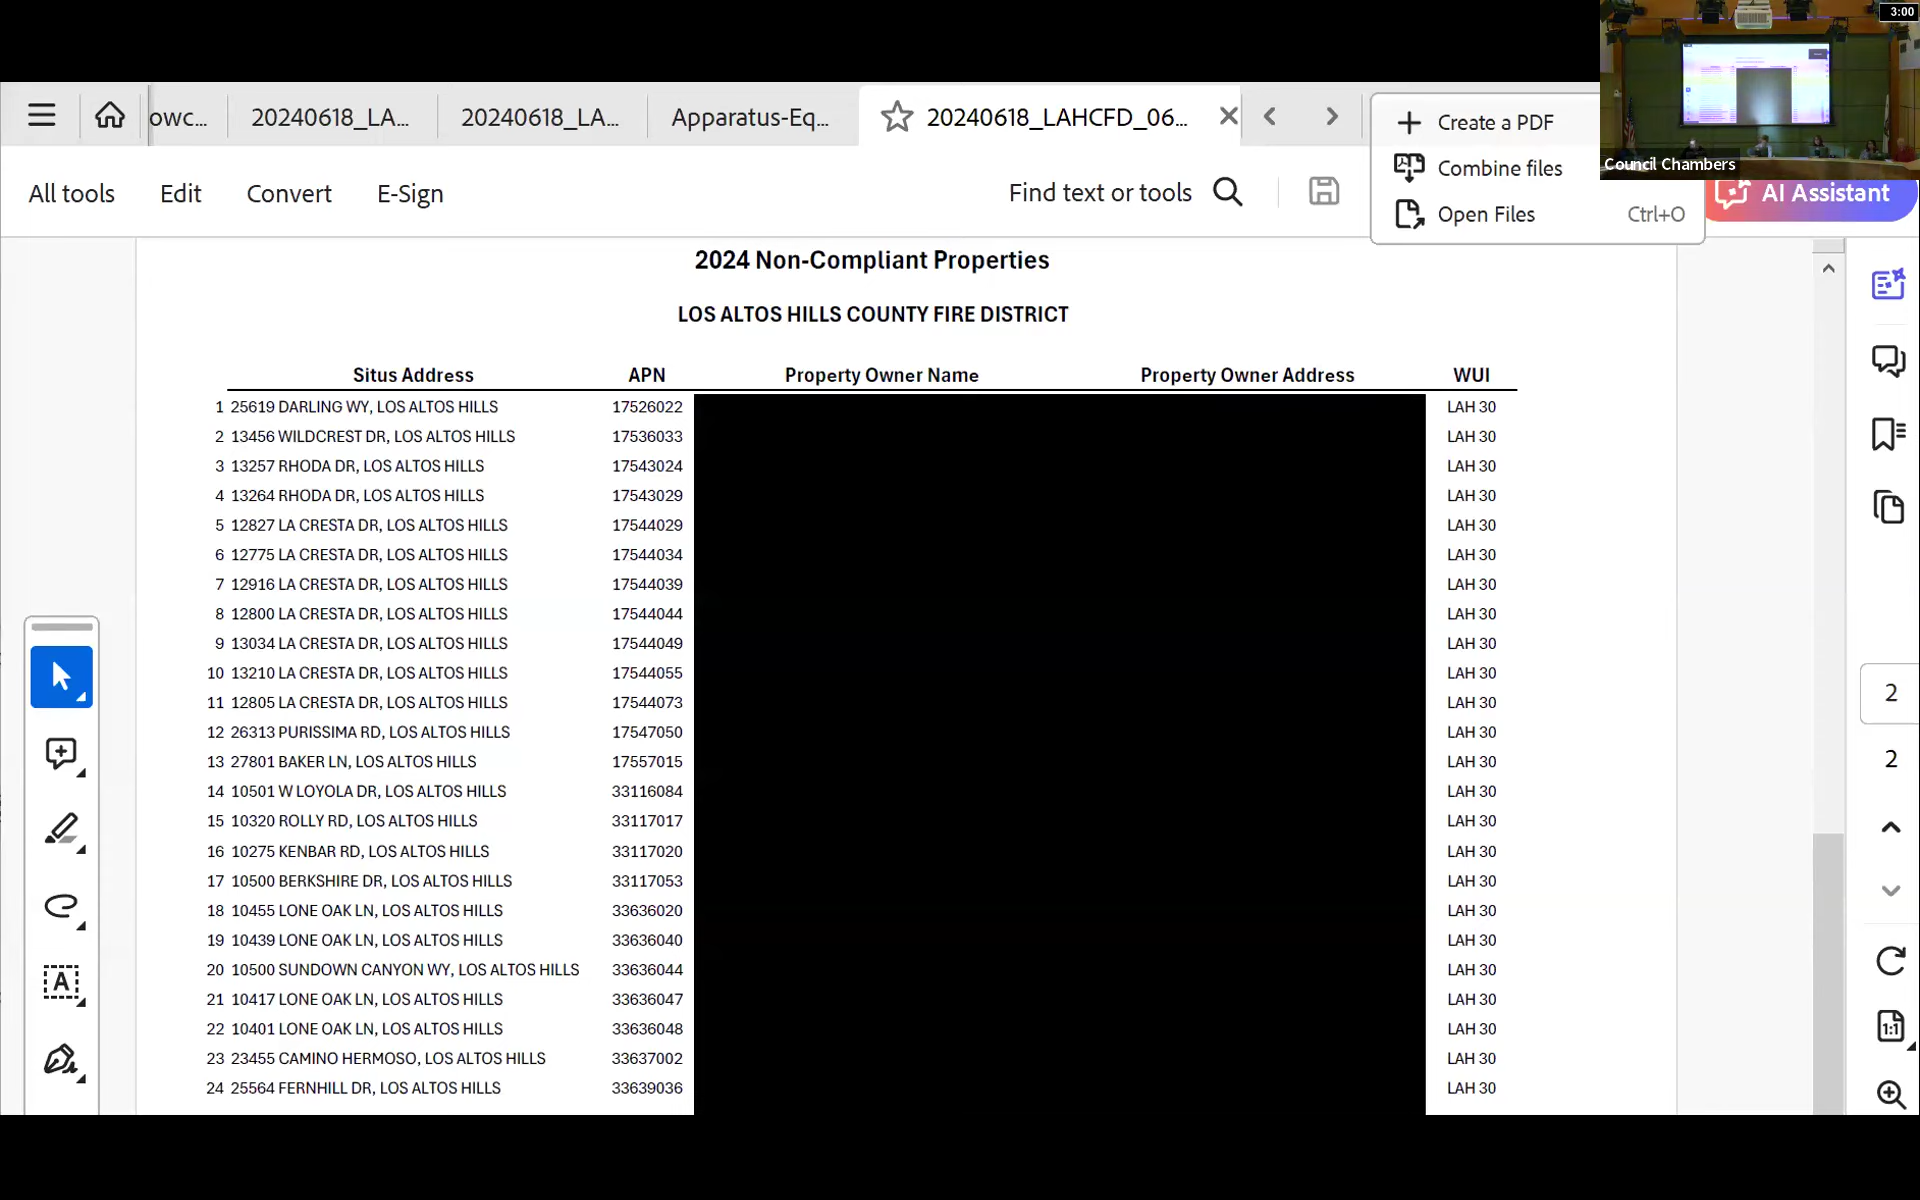 3:00
Council Chambers
owc...
20240618_LA...
20240618_LA...
Apparatus-Eq...
20240618_LAHCFD_06...
Create a PDF
Combine files
Open Files Ctrl+O
All tools Edit Convert E-Sign
Find text or tools
AI Assistant
2024 Non-Compliant Properties
LOS ALTOS HILLS COUNTY FIRE DISTRICT
Situs Address APN Property Owner Name Property Owner Address WUI
1 25619 DARLING WY, LOS ALTOS HILLS 17526022 LAH 30
2 13456 WILDCREST DR, LOS ALTOS HILLS 17536033 LAH 30
3 13257 RHODA DR, LOS ALTOS HILLS 17543024 LAH 30
4 13264 RHODA DR, LOS ALTOS HILLS 17543029 LAH 30
5 12827 LA CRESTA DR, LOS ALTOS HILLS 17544029 LAH 30
6 12775 LA CRESTA DR, LOS ALTOS HILLS 17544034 LAH 30
7 12916 LA CRESTA DR, LOS ALTOS HILLS 17544039 LAH 30
8 12800 LA CRESTA DR, LOS ALTOS HILLS 17544044 LAH 30
9 13034 LA CRESTA DR, LOS ALTOS HILLS 17544049 LAH 30
10 13210 LA CRESTA DR, LOS ALTOS HILLS 17544055 LAH 30
11 12805 LA CRESTA DR, LOS ALTOS HILLS 17544073 LAH 30
12 26313 PURISSIMA RD, LOS ALTOS HILLS 17547050 LAH 30
13 27801 BAKER LN, LOS ALTOS HILLS 17557015 LAH 30
14 10501 W LOYOLA DR, LOS ALTOS HILLS 33116084 LAH 30
15 10320 ROLLY RD, LOS ALTOS HILLS 33117017 LAH 30
16 10275 KENBAR RD, LOS ALTOS HILLS 33117020 LAH 30
17 10500 BERKSHIRE DR, LOS ALTOS HILLS 33117053 LAH 30
18 10455 LONE OAK LN, LOS ALTOS HILLS 33636020 LAH 30
19 10439 LONE OAK LN, LOS ALTOS HILLS 33636040 LAH 30
20 10500 SUNDOWN CANYON WY, LOS ALTOS HILLS 33636044 LAH 30
21 10417 LONE OAK LN, LOS ALTOS HILLS 33636047 LAH 30
22 10401 LONE OAK LN, LOS ALTOS HILLS 33636048 LAH 30
23 23455 CAMINO HERMOSO, LOS ALTOS HILLS 33637002 LAH 30
24 25564 FERNHILL DR, LOS ALTOS HILLS 33639036 LAH 30
2
2
A
1:1